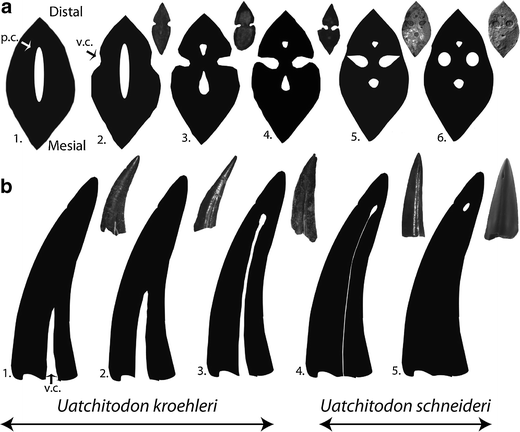 a
Distal
p.c.
v.c.
1.
2.
3.
4.
5.
6.
Mesial
b
1.
2.
3.
4.
5.
v.c.
Uatchitodon kroehleri
Uatchitodon schneideri